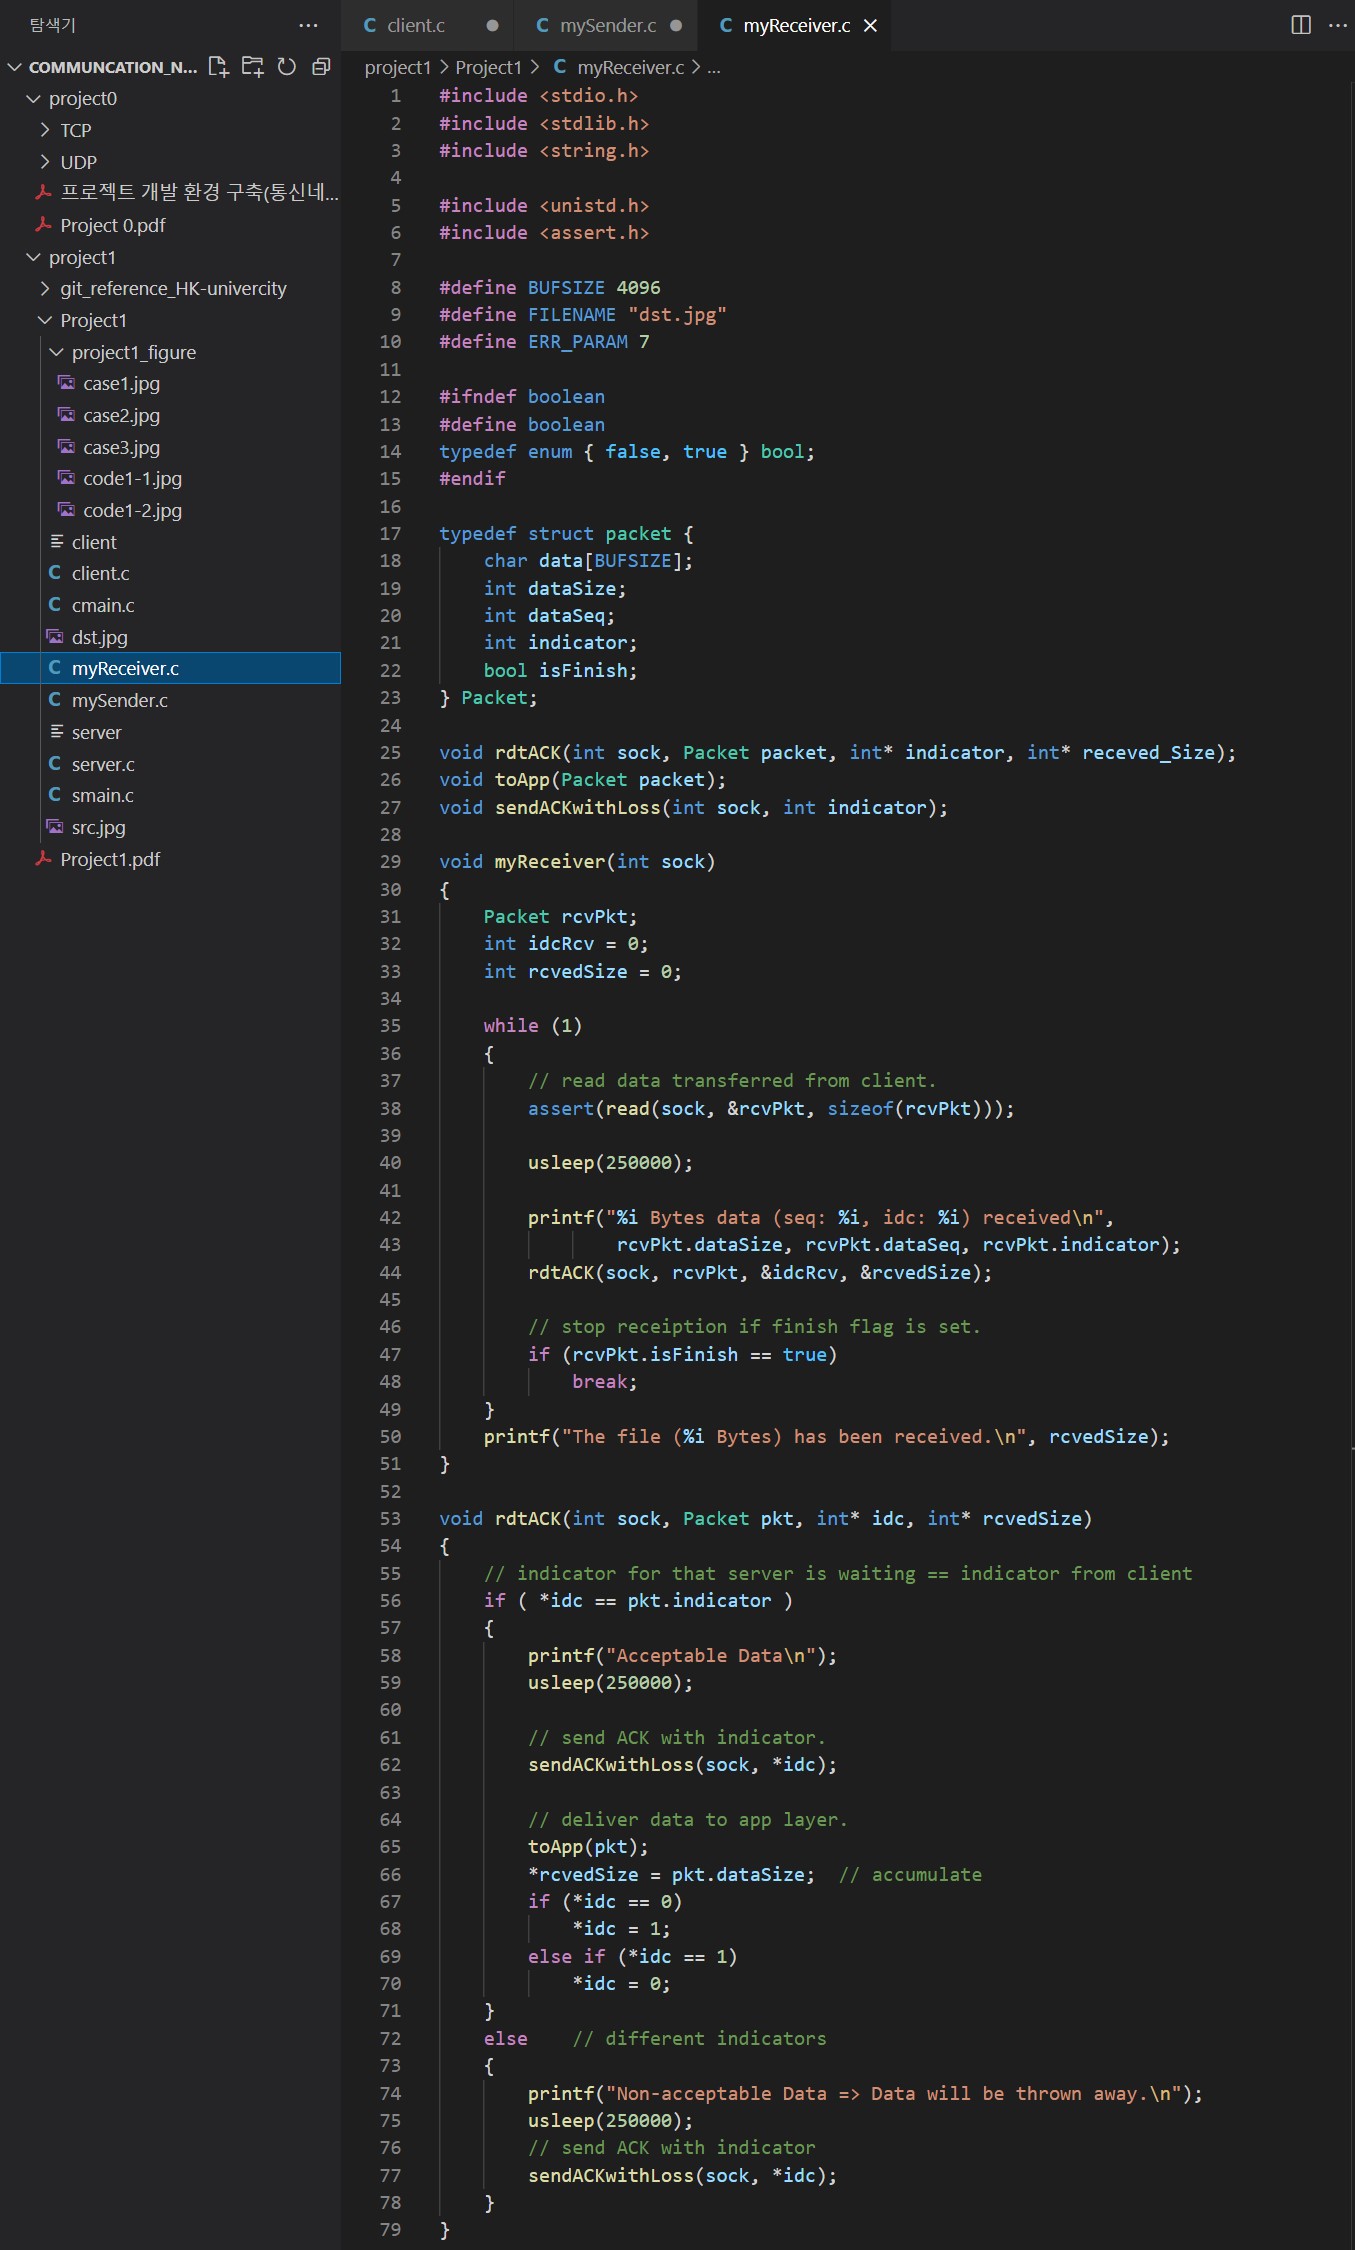 탐색기
COMMUNCATION_N...
project0
TCP
UDP
프로젝트 개발 환경 구축(통신네...
Project 0.pdf
project1
git_reference_HK-univercity
Project1
project1_figure
case1.jpg
case2.jpg
case3.jpg
code1-1.jpg
code1-2.jpg
client
client.c
cmain.c
dst.jpg
myReceiver.c
mySender.c
server
server.c
smain.c
src.jpg
Project1.pdf
C client.c
C mySender.c
C myReceiver.c
project1 > Project1 > C myReceiver.c > ...
1 #include <stdio.h>
2 #include <stdlib.h>
3 #include <string.h>
4
5 #include <unistd.h>
6 #include <assert.h>
7
8 #define BUFSIZE 4096
9 #define FILENAME "dst.jpg"
10 #define ERR_PARAM 7
11
12 #ifndef boolean
13 #define boolean
14 typedef enum { false, true } bool;
15 #endif
16
17 typedef struct packet {
18     char data[BUFSIZE];
19     int dataSize;
20     int dataSeq;
21     int indicator;
22     bool isFinish;
23 } Packet;
24
25 void rdtACK(int sock, Packet packet, int* indicator, int* receved_Size);
26 void toApp(Packet packet);
27 void sendACKwithLoss(int sock, int indicator);
28
29 void myReceiver(int sock)
30 {
31     Packet rcvPkt;
32     int idcRcv = 0;
33     int rcvedSize = 0;
34
35     while (1)
36     {
37         // read data transferred from client.
38         assert(read(sock, &rcvPkt, sizeof(rcvPkt)));
39
40         usleep(250000);
41
42         printf("%i Bytes data (seq: %i, idc: %i) received\n",
43                 rcvPkt.dataSize, rcvPkt.dataSeq, rcvPkt.indicator);
44         rdtACK(sock, rcvPkt, &idcRcv, &rcvedSize);
45
46         // stop receiption if finish flag is set.
47         if (rcvPkt.isFinish == true)
48             break;
49     }
50     printf("The file (%i Bytes) has been received.\n", rcvedSize);
51 }
52
53 void rdtACK(int sock, Packet pkt, int* idc, int* rcvedSize)
54 {
55     // indicator for that server is waiting == indicator from client
56     if ( *idc == pkt.indicator )
57     {
58         printf("Acceptable Data\n");
59         usleep(250000);
60
61         // send ACK with indicator.
62         sendACKwithLoss(sock, *idc);
63
64         // deliver data to app layer.
65         toApp(pkt);
66         *rcvedSize = pkt.dataSize;  // accumulate
67         if (*idc == 0)
68             *idc = 1;
69         else if (*idc == 1)
70             *idc = 0;
71     }
72     else    // different indicators
73     {
74         printf("Non-acceptable Data => Data will be thrown away.\n");
75         usleep(250000);
76         // send ACK with indicator
77         sendACKwithLoss(sock, *idc);
78     }
79 }